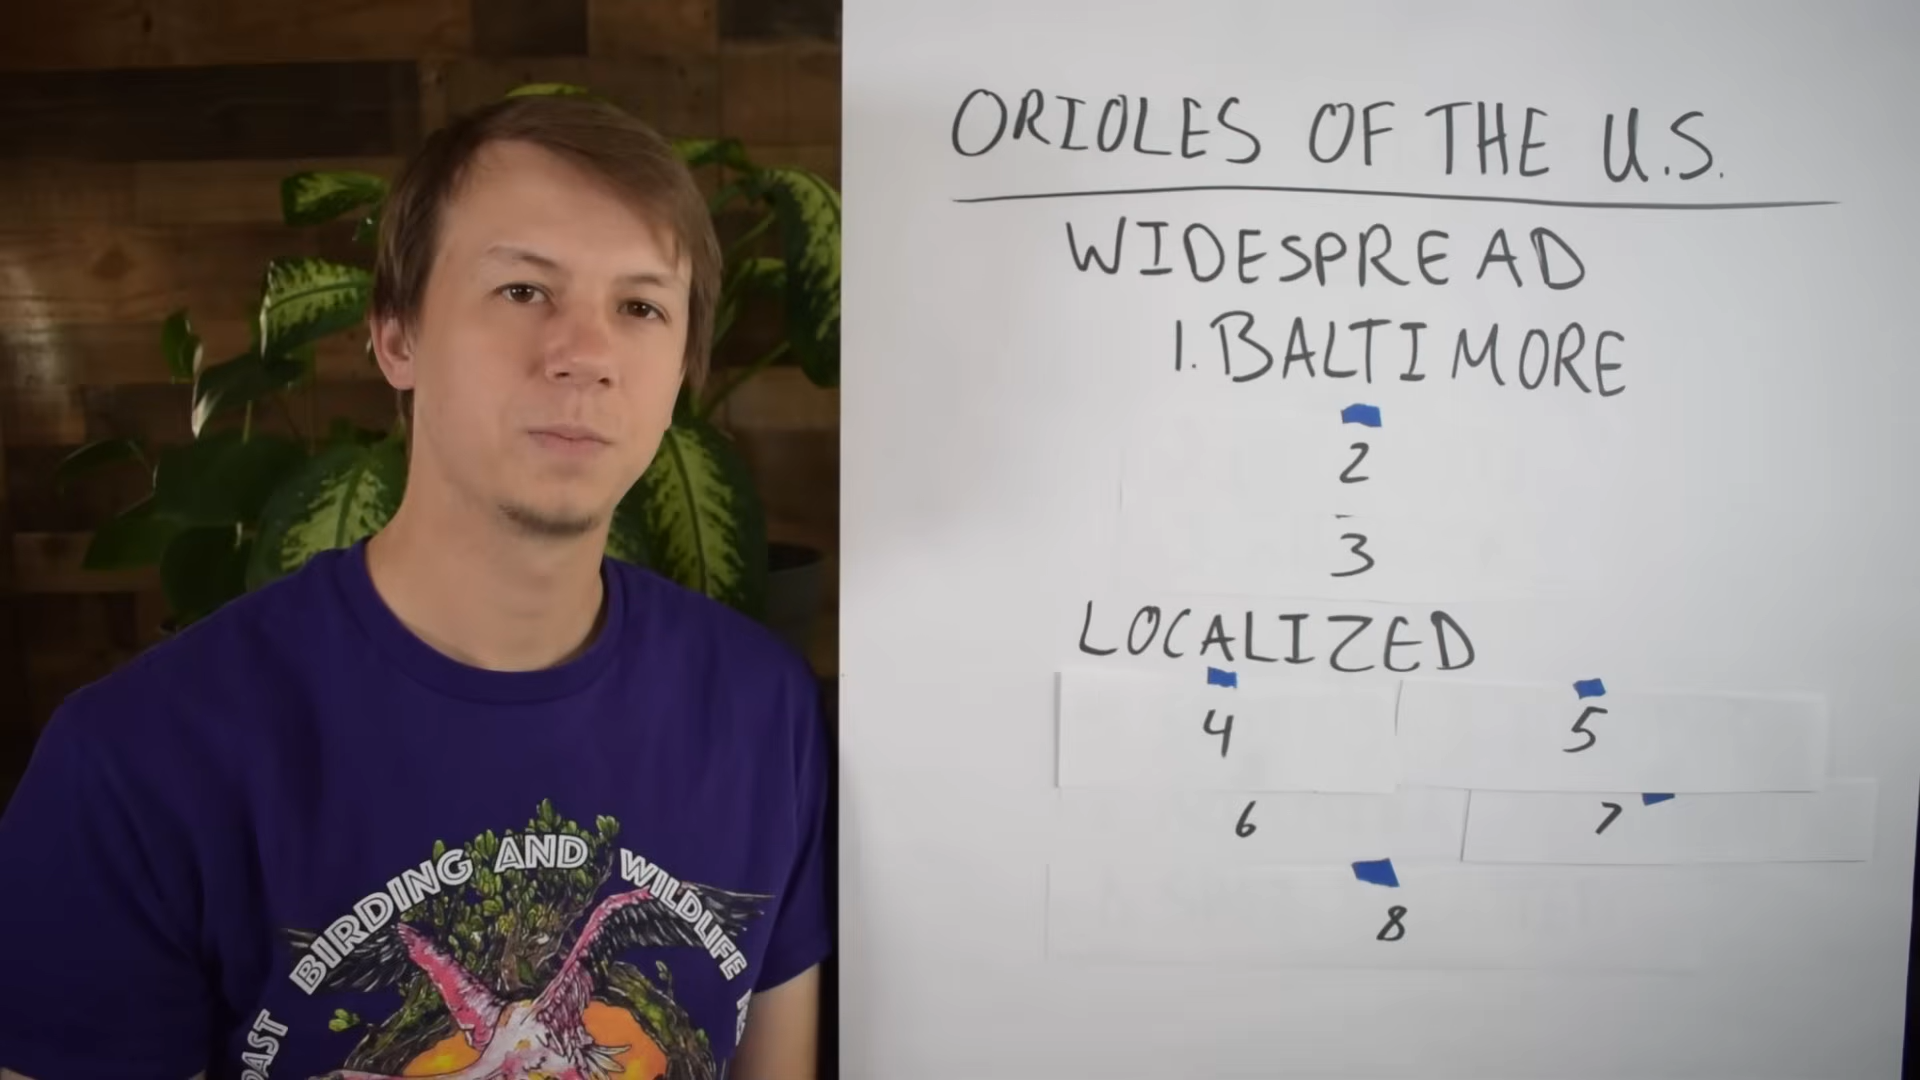 ORIOLES OF THE U.S.
WIDESPREAD
1. BALTIMORE
2
3
LOCALIZED
4 5
6 7
8
BIRDING AND WILDLIFE